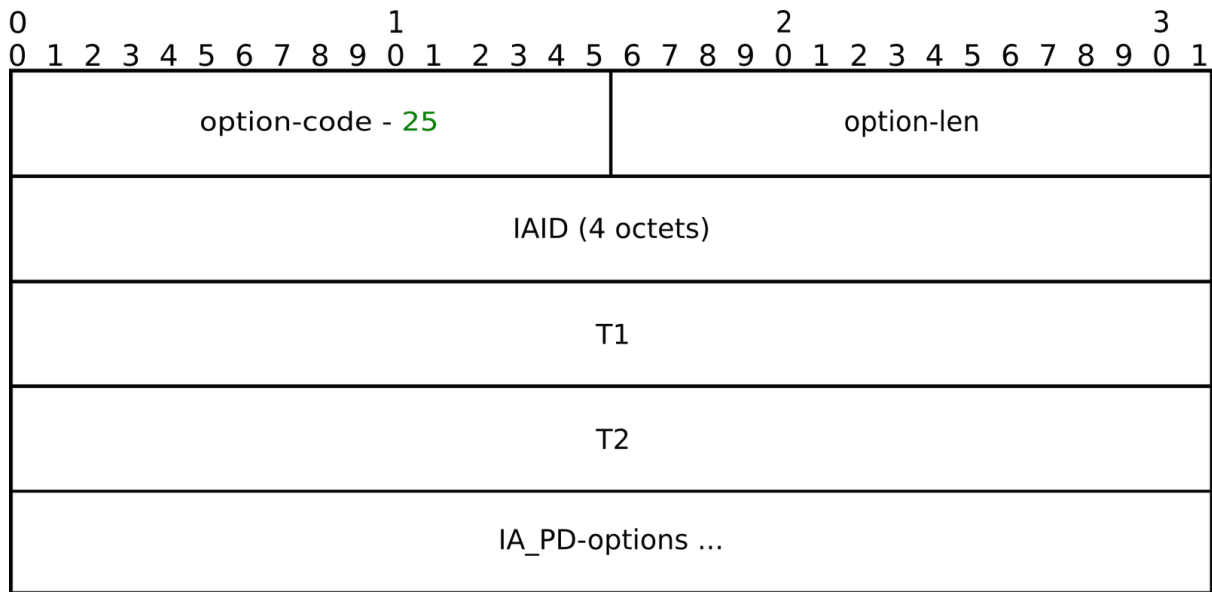 0 1 2 3
0 1 2 3 4 5 6 7 8 9 0 1 2 3 4 5 6 7 8 9 0 1 2 3 4 5 6 7 8 9 0 1
option-code - 25 option-len
IAID (4 octets)
T1
T2
IA_PD-options ...